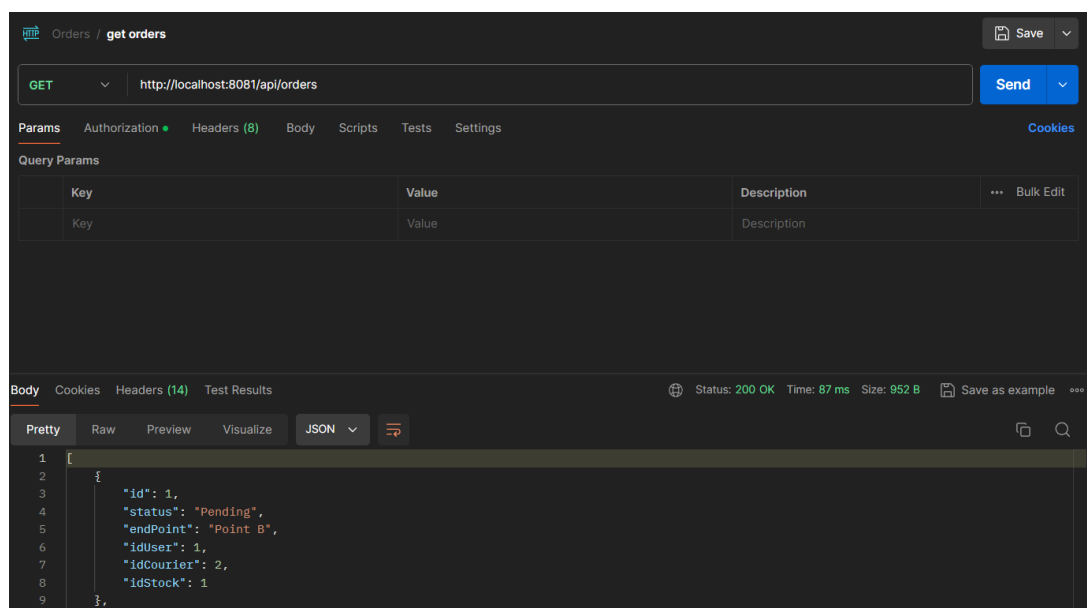 HTTP Orders / get orders Save
GET http://localhost:8081/api/orders Send
Params Authorization Headers (8) Body Scripts Tests Settings Cookies
Query Params
Key Value Description ••• Bulk Edit
Key Value Description
Body Cookies Headers (14) Test Results Status: 200 OK Time: 87 ms Size: 952 B Save as example
Pretty Raw Preview Visualize JSON
1 [
2 {
3 "id": 1,
4 "status": "Pending",
5 "endPoint": "Point B",
6 "idUser": 1,
7 "idCourier": 2,
8 "idStock": 1
9 },